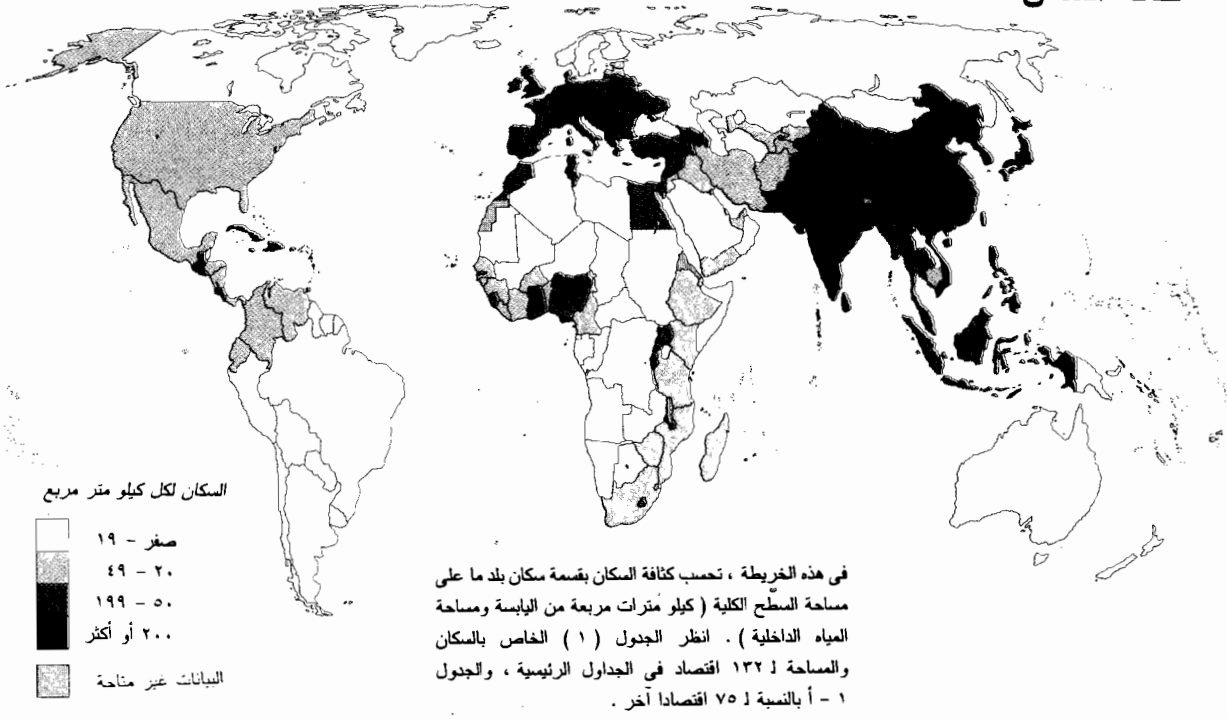 السكان لكل كيلو متر مربع
صفر – ١٩
٢٠ – ٤٩
٥٠ – ١٩٩
٢٠٠ أو أكثر
البيانات غير متاحة
فى هذه الخريطة ، تحسب كثافة السكان بقسمة سكان بلد ما على
مساحة السطح الكلية ( كيلو مترات مربعة من اليابسة ومساحة
المياه الداخلية ) . انظر الجدول ( ١ ) الخاص بالسكان
والمساحة لـ ١٣٢ اقتصاد فى الجداول الرئيسية ، والجدول
١ – أ بالنسبة لـ ٧٥ اقتصادا آخر .